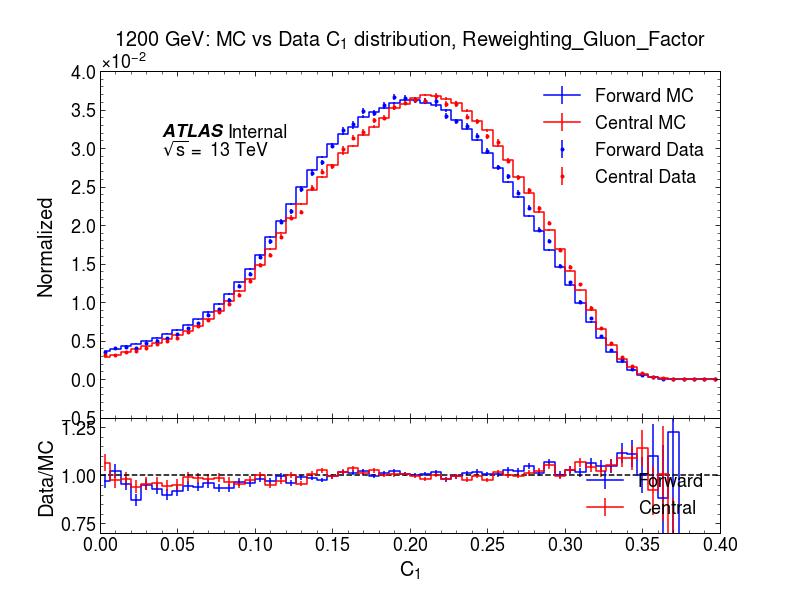 1200 GeV: MC vs Data C₁ distribution, Reweighting_Gluon_Factor
×10⁻²
4.0
3.5
3.0
2.5
2.0
1.5
1.0
0.5
0.0
−0.5
Normalized
ATLAS Internal
√s = 13 TeV
Forward MC
Central MC
Forward Data
Central Data
1.25
1.00
0.75
Data/MC
Forward
Central
0.00 0.05 0.10 0.15 0.20 0.25 0.30 0.35 0.40
C₁